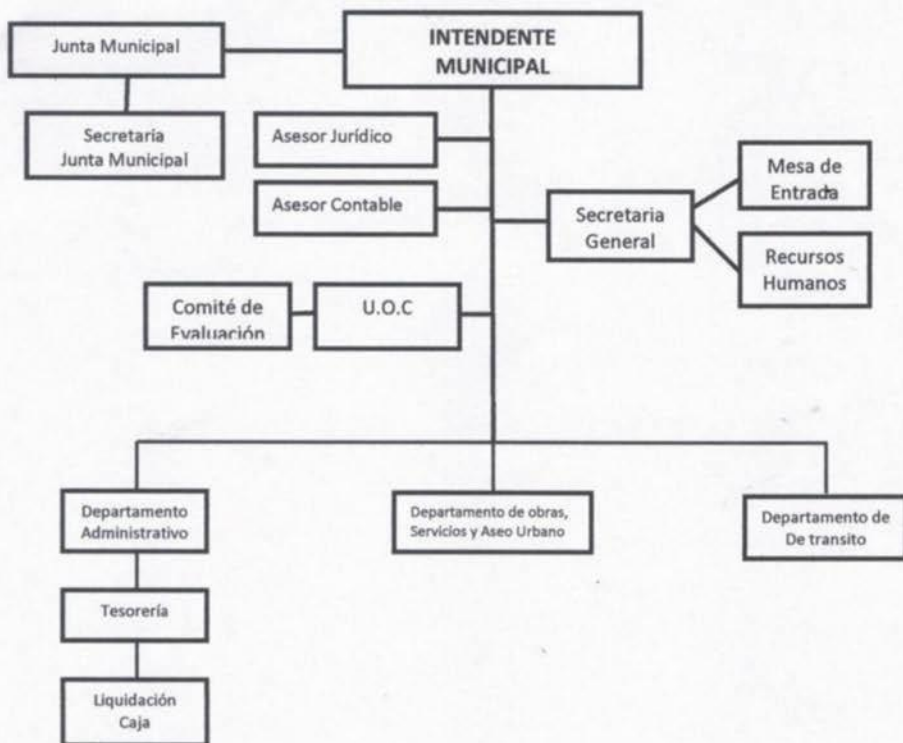 Junta Municipal
INTENDENTE
MUNICIPAL
Secretaria
Junta Municipal
Asesor Jurídico
Asesor Contable
Secretaria
General
Mesa de
Entrada
Recursos
Humanos
Comité de
Evaluación
U.O.C
Departamento
Administrativo
Departamento de obras,
Servicios y Aseo Urbano
Departamento de
De transito
Tesorería
Liquidación
Caja